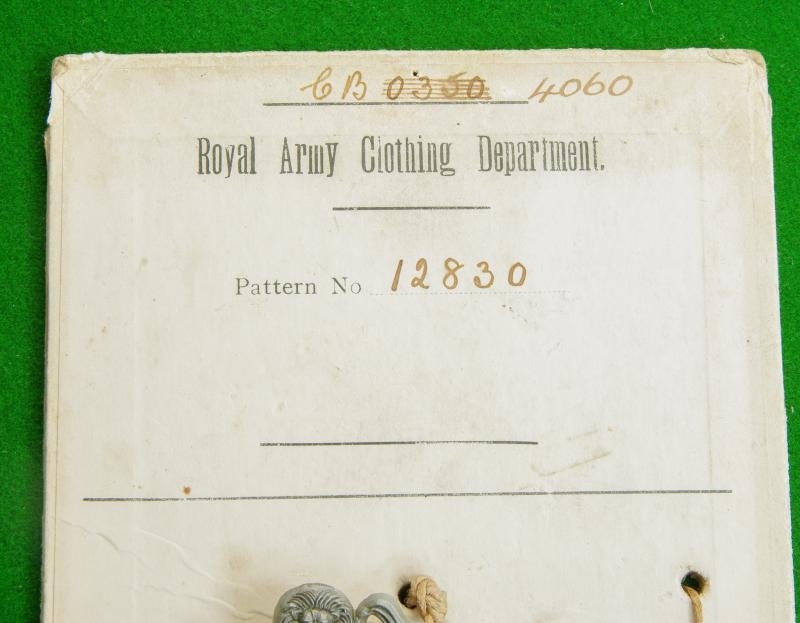 CB 0350 4060
Royal Army Clothing Department.
Pattern No 12830